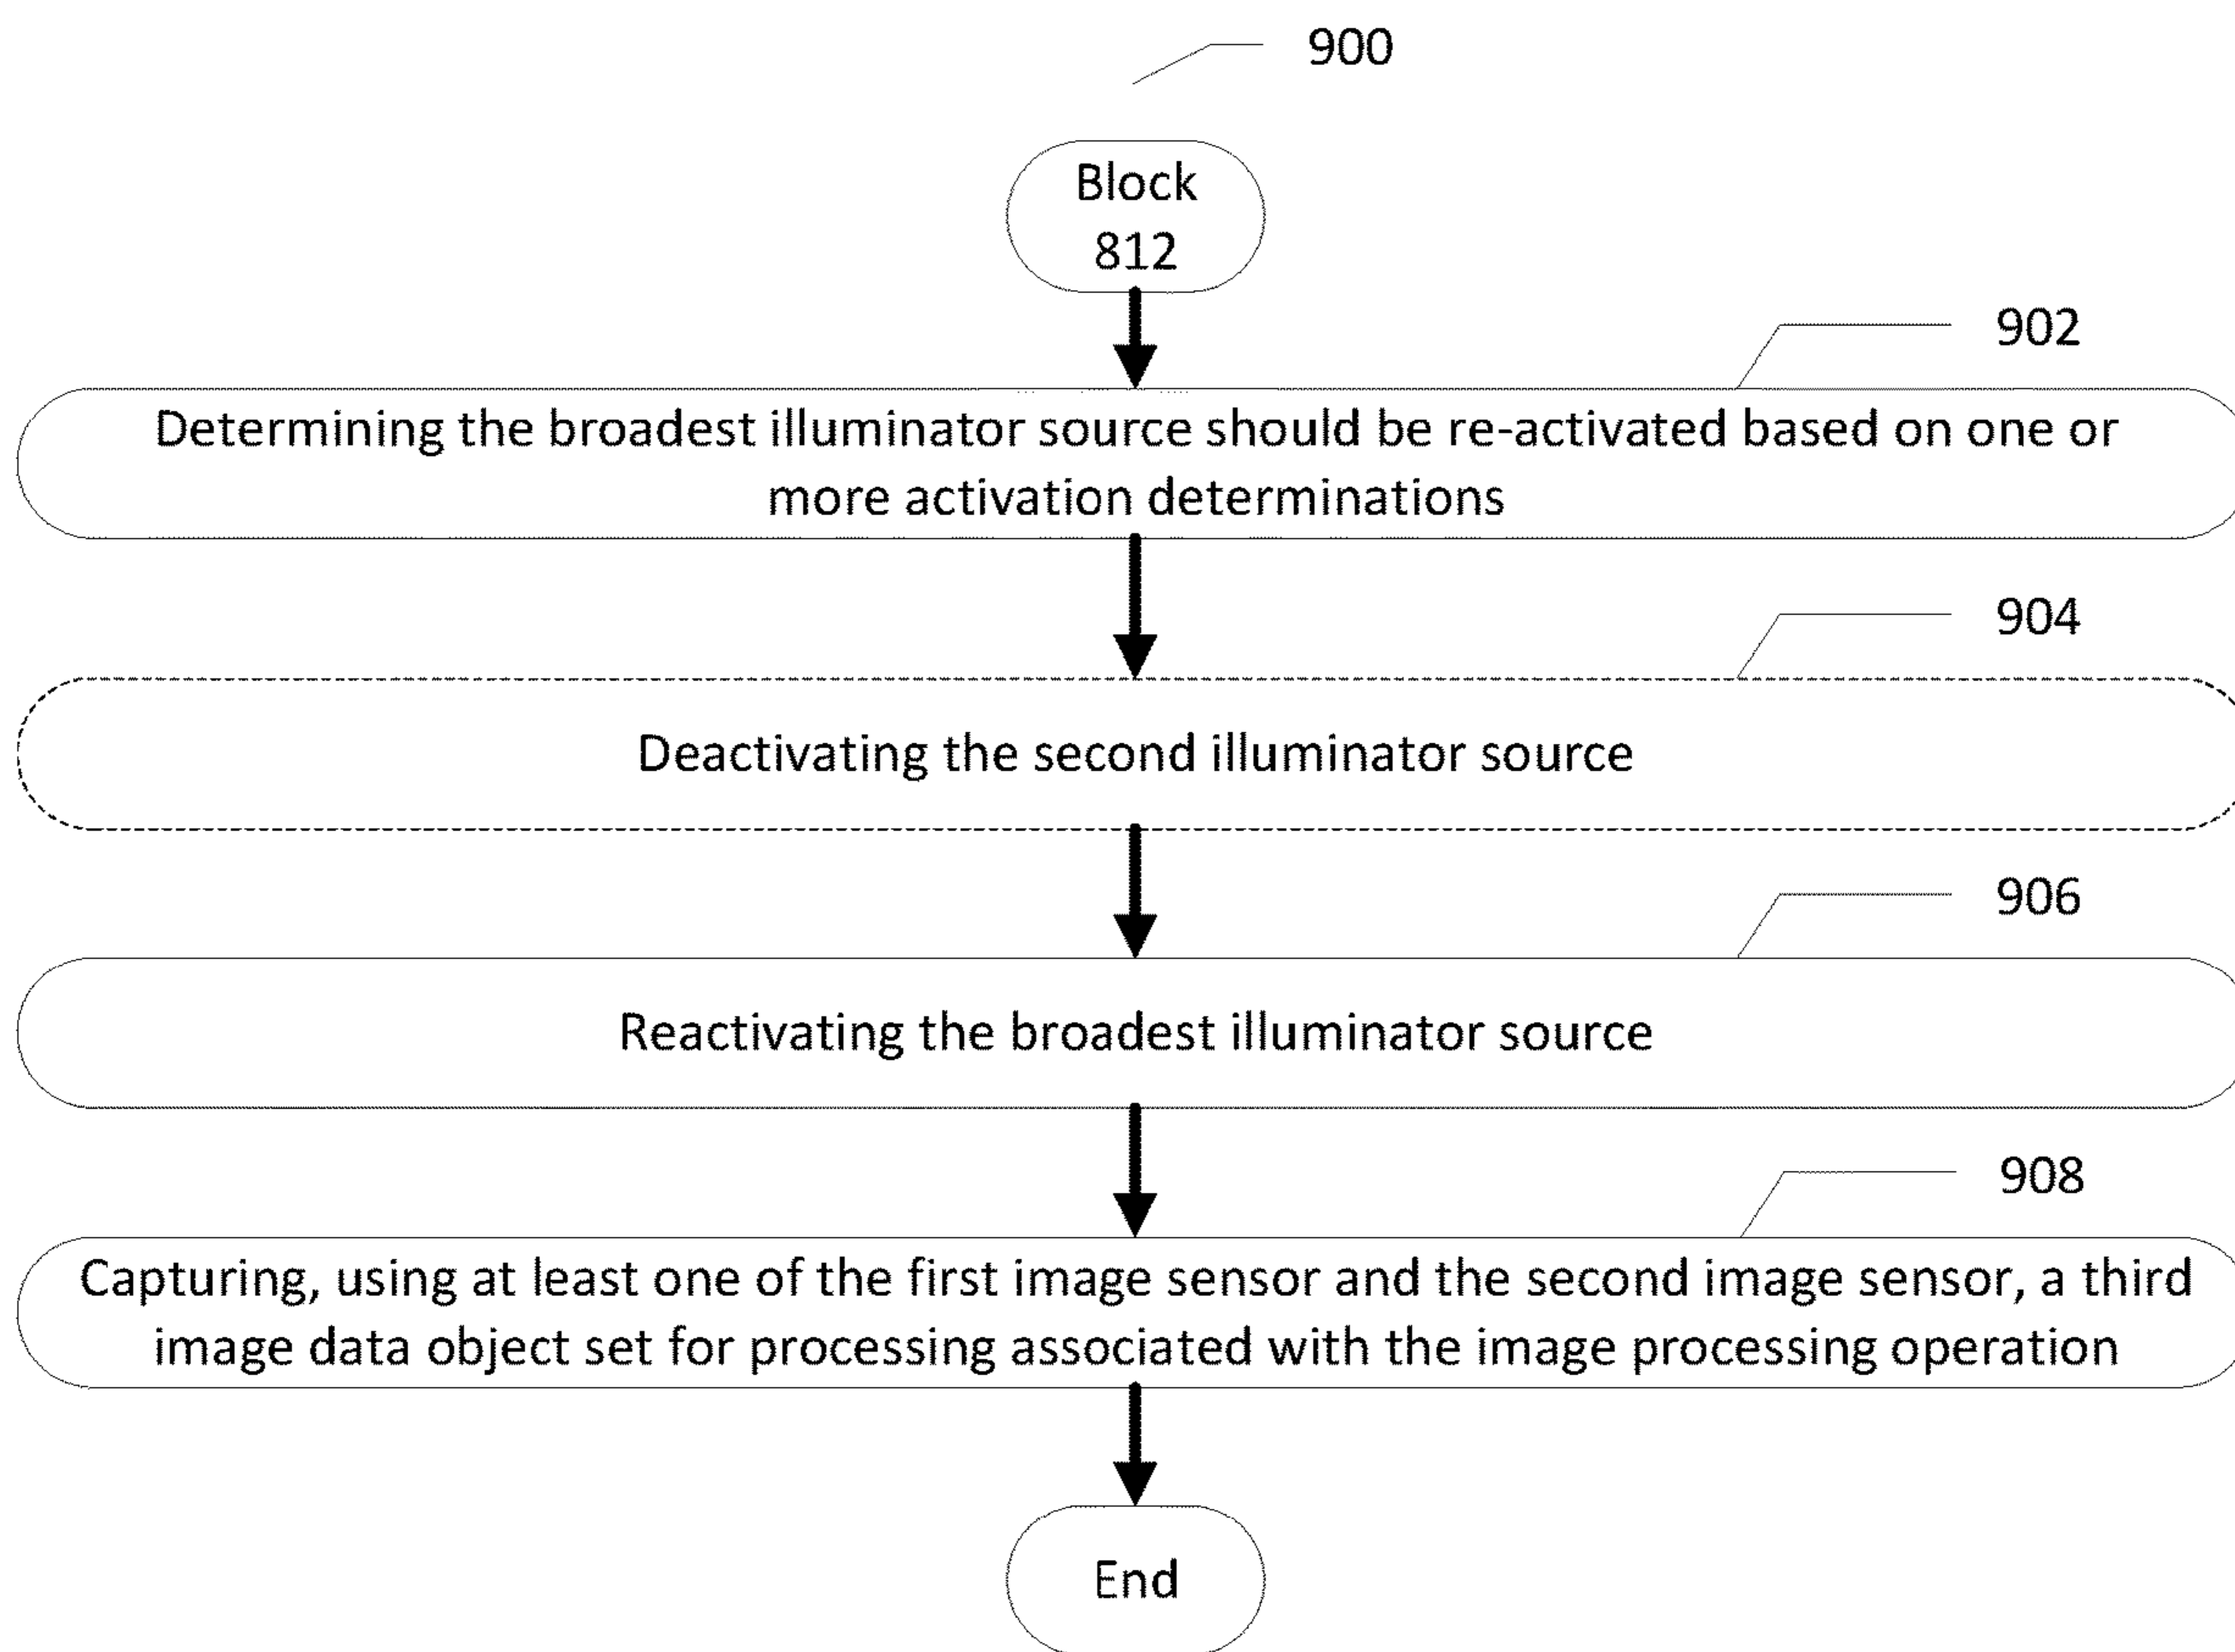 900
Block
812
902
Determining the broadest illuminator source should be re-activated based on one or
more activation determinations
904
Deactivating the second illuminator source
906
Reactivating the broadest illuminator source
908
Capturing, using at least one of the first image sensor and the second image sensor, a third
image data object set for processing associated with the image processing operation
End